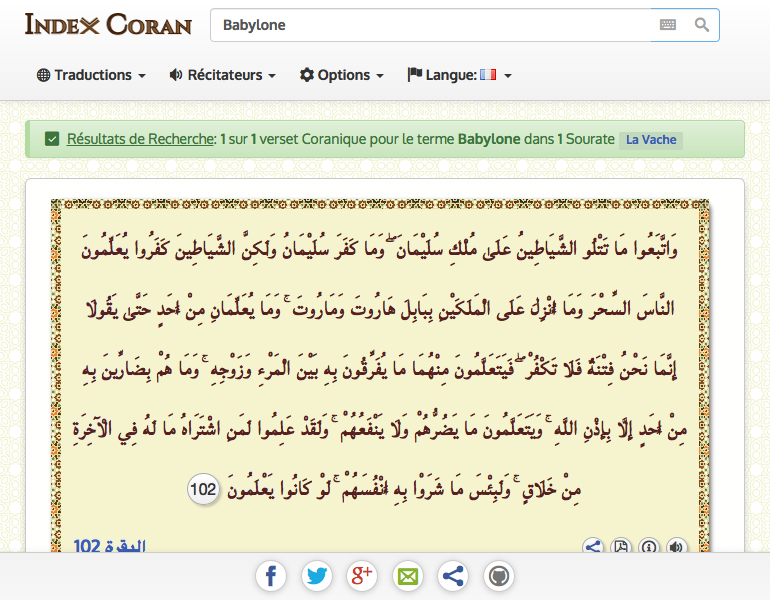 Index Coran
Babylone
Traductions Récitateurs Options Langue:
Résultats de Recherche: 1 sur 1 verset Coranique pour le terme Babylone dans 1 Sourate La Vache
وَاتَّبَعُوا مَا تَتْلُو الشَّيَاطِينُ عَلَىٰ مُلْكِ سُلَيْمَانَ ۖ وَمَا كَفَرَ سُلَيْمَانُ وَلَٰكِنَّ الشَّيَاطِينَ كَفَرُوا يُعَلِّمُونَ
النَّاسَ السِّحْرَ وَمَا أُنْزِلَ عَلَى الْمَلَكَيْنِ بِبَابِلَ هَارُوتَ وَمَارُوتَ ۚ وَمَا يُعَلِّمَانِ مِنْ أَحَدٍ حَتَّىٰ يَقُولَا
إِنَّمَا نَحْنُ فِتْنَةٌ فَلَا تَكْفُرْ ۖ فَيَتَعَلَّمُونَ مِنْهُمَا مَا يُفَرِّقُونَ بِهِ بَيْنَ الْمَرْءِ وَزَوْجِهِ ۚ وَمَا هُمْ بِضَارِّينَ بِهِ
مِنْ أَحَدٍ إِلَّا بِإِذْنِ اللَّهِ ۚ وَيَتَعَلَّمُونَ مَا يَضُرُّهُمْ وَلَا يَنْفَعُهُمْ ۚ وَلَقَدْ عَلِمُوا لَمَنِ اشْتَرَاهُ مَا لَهُ فِي الْآخِرَةِ
مِنْ خَلَاقٍ ۚ وَلَبِئْسَ مَا شَرَوْا بِهِ أَنْفُسَهُمْ ۚ لَوْ كَانُوا يَعْلَمُونَ 102
البقرة 102